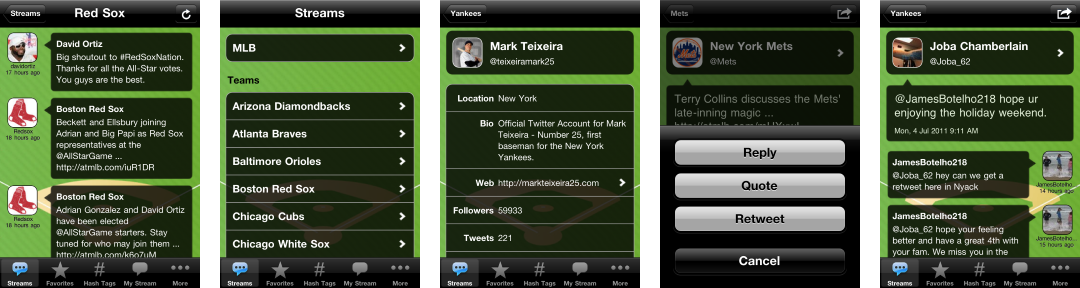 Streams
Red Sox
davidortiz
17 hours ago
David Ortiz
Big shoutout to #RedSoxNation.
Thanks for all the All-Star votes.
You guys are the best.
Redsox
18 hours ago
Boston Red Sox
Beckett and Ellsbury joining
Adrian and Big Papi as Red Sox
representatives at the
@AllStarGame ...
http://atmlb.com/iuR1DR
Redsox
18 hours ago
Boston Red Sox
Adrian Gonzalez and David Ortiz
have been elected
@AllStarGame starters. Stay
tuned for who may join them ...
http://atmlb.com/k6o7uM
Streams
Favorites
Hash Tags
My Stream
More
Streams
MLB
Teams
Arizona Diamondbacks
Atlanta Braves
Baltimore Orioles
Boston Red Sox
Chicago Cubs
Chicago White Sox
Streams
Favorites
Hash Tags
My Stream
More
Yankees
Mark Teixeira
@teixeiramark25
Location New York
Bio Official Twitter Account for Mark
Teixeira - Number 25, first
baseman for the New York
Yankees.
Web http://markteixeira25.com
Followers 59933
Tweets 221
Streams
Favorites
Hash Tags
My Stream
More
Mets
New York Mets
@Mets
Terry Collins discusses the Mets'
late-inning magic ...
Reply
Quote
Retweet
Cancel
Yankees
Joba Chamberlain
@Joba_62
@JamesBotelho218 hope ur
enjoying the holiday weekend.
Mon, 4 Jul 2011 9:11 AM
JamesBotelho218
@Joba_62 hey can we get a
retweet here in Nyack
JamesBotelho...
14 hours ago
JamesBotelho218
@Joba_62 hope your feeling
better and have a great 4th with
your fam. We miss you in the
JamesBotelho...
15 hours ago
Streams
Favorites
Hash Tags
My Stream
More